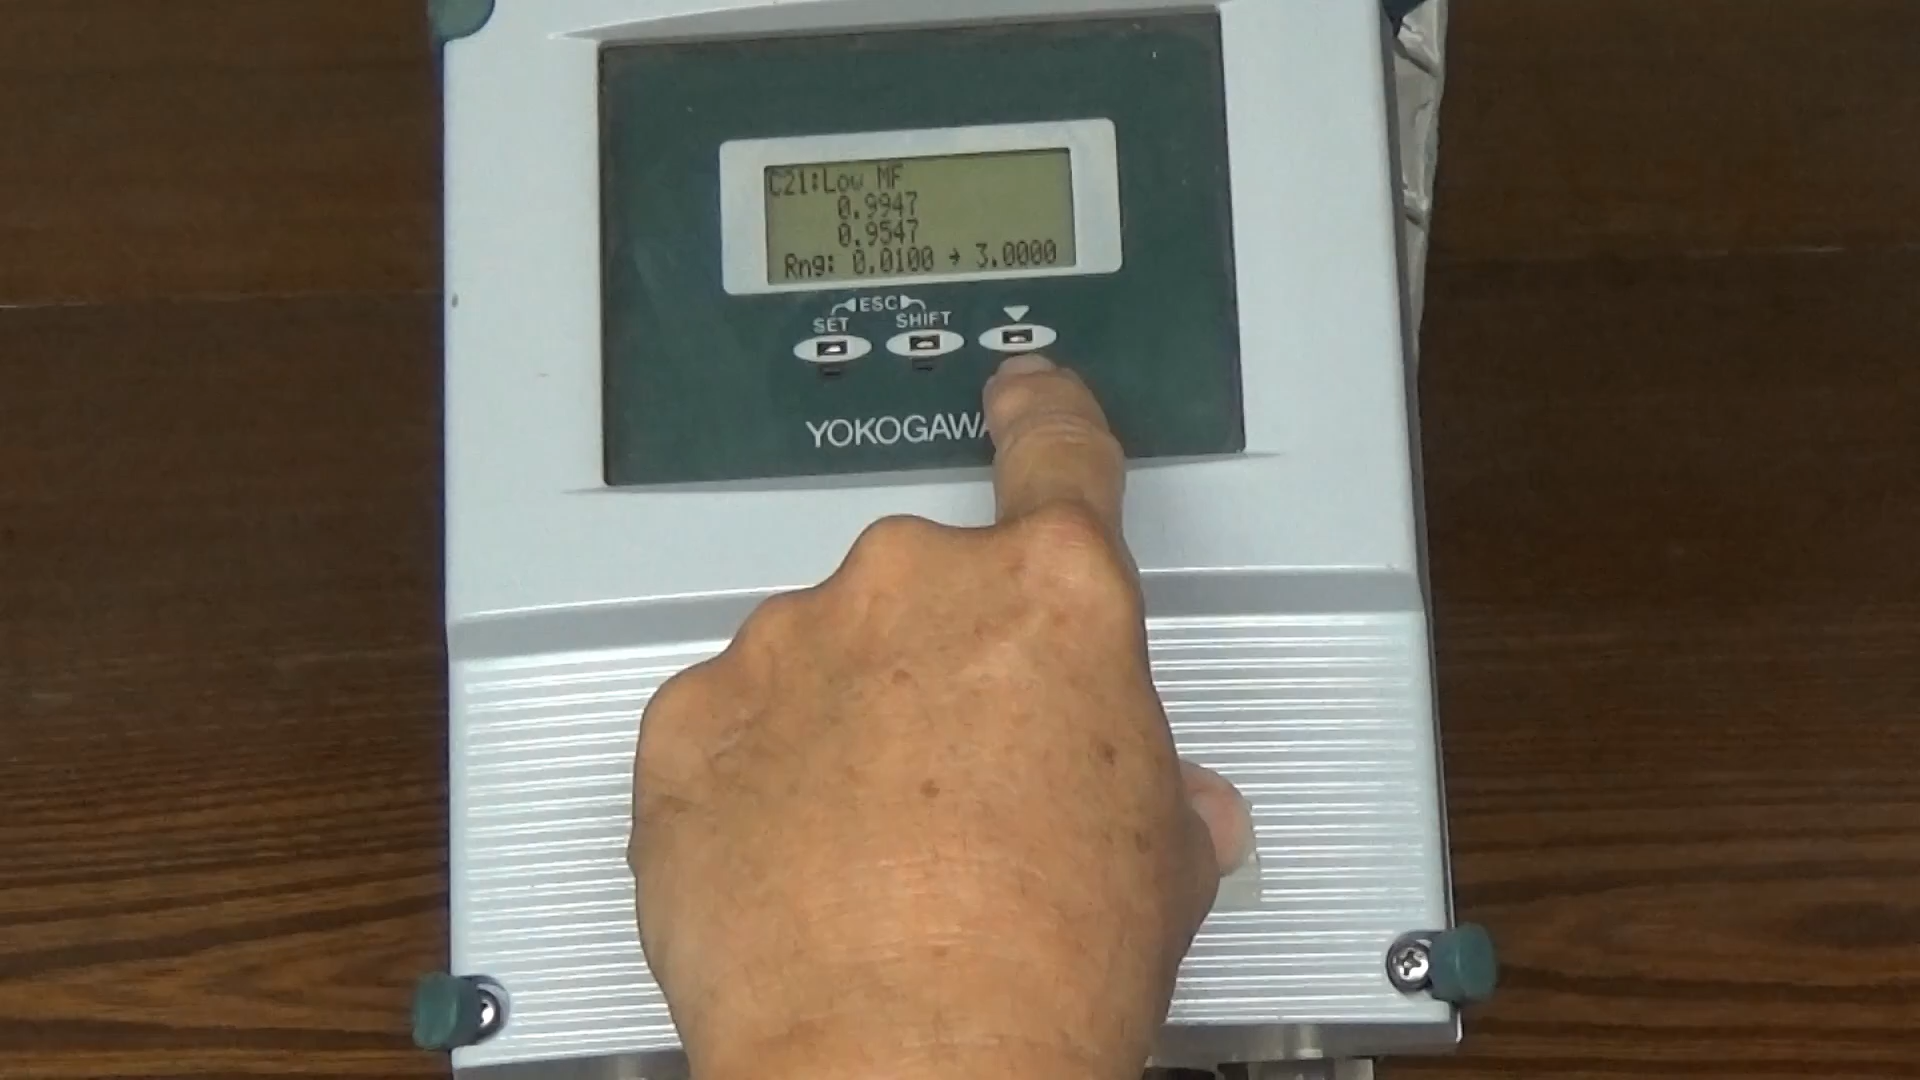 C21:Low MF
0.9947
0.9547
Rng: 0.0100 → 3.0000
ESC
SET
SHIFT
YOKOGAWA